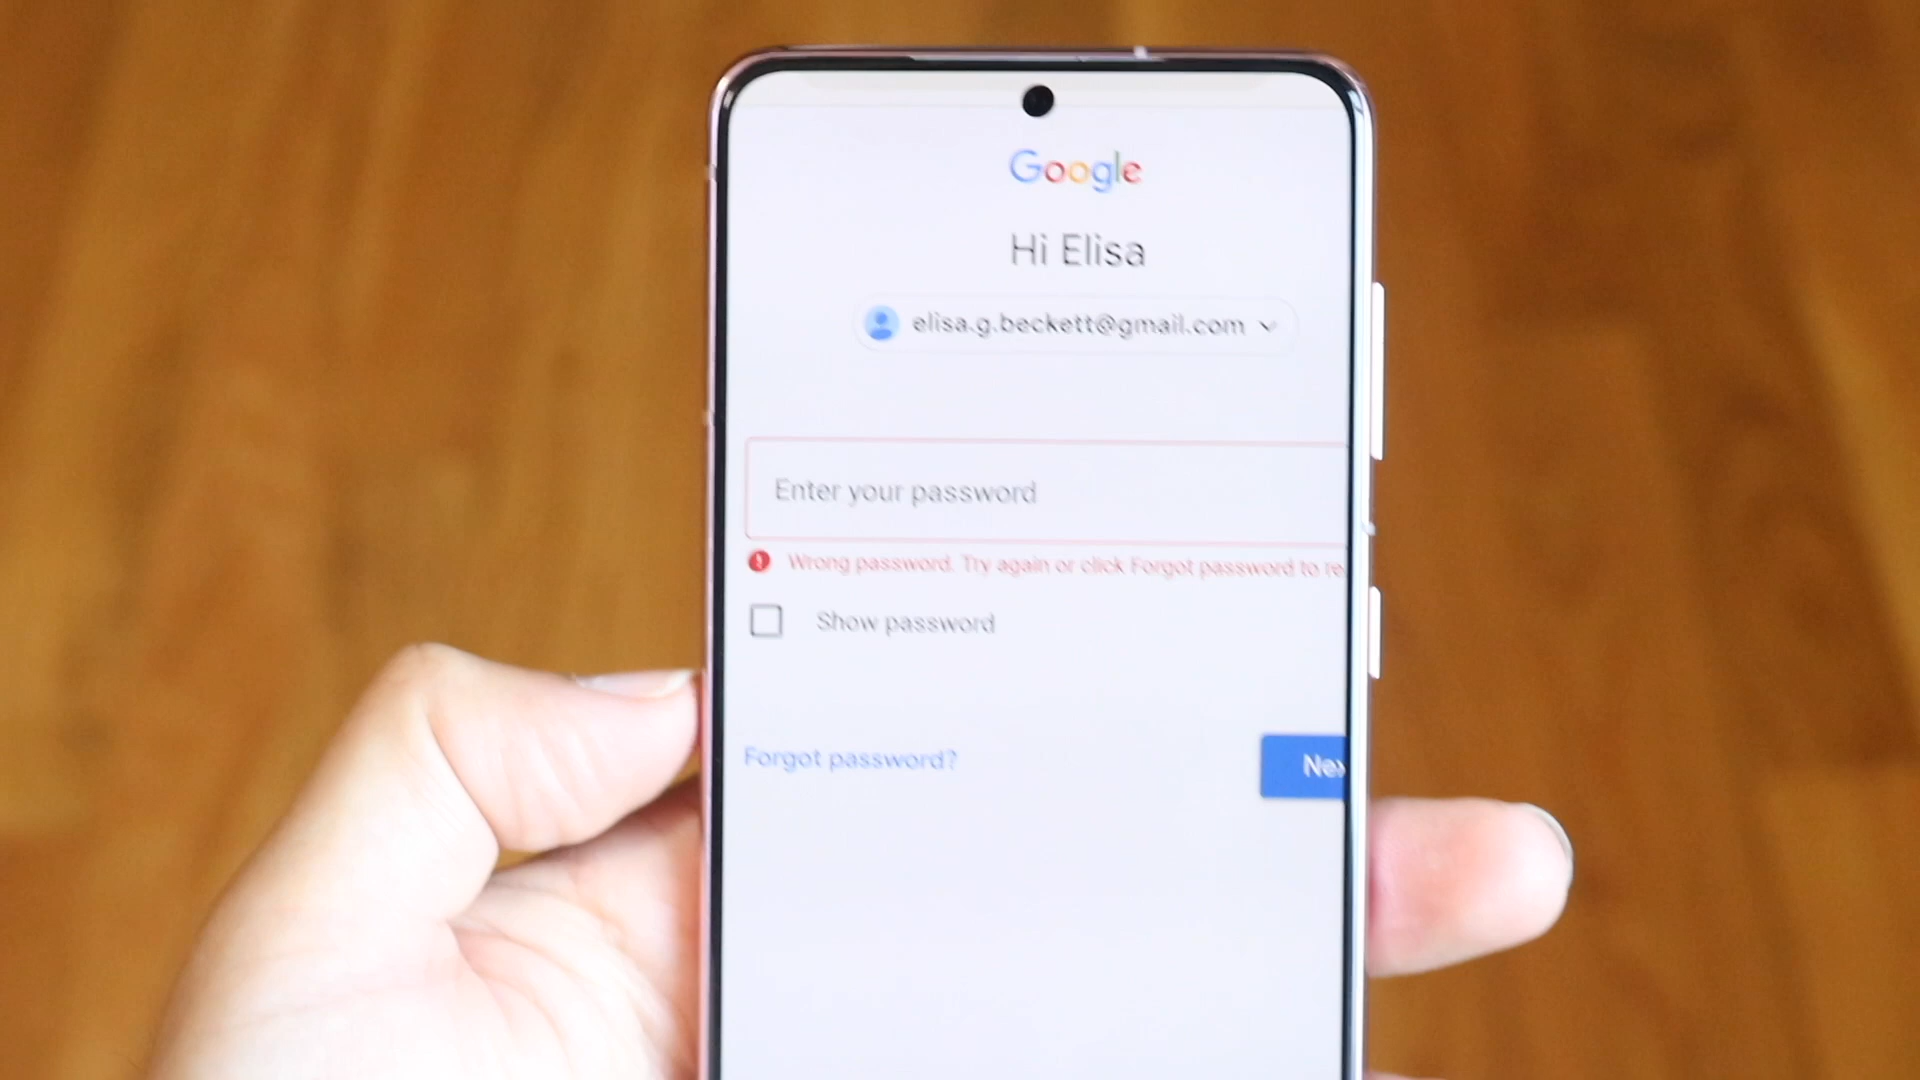 Google
Hi Elisa
elisa.g.beckett@gmail.com
Enter your password
Wrong password. Try again or click Forgot password to re
Show password
Forgot password?
Nex